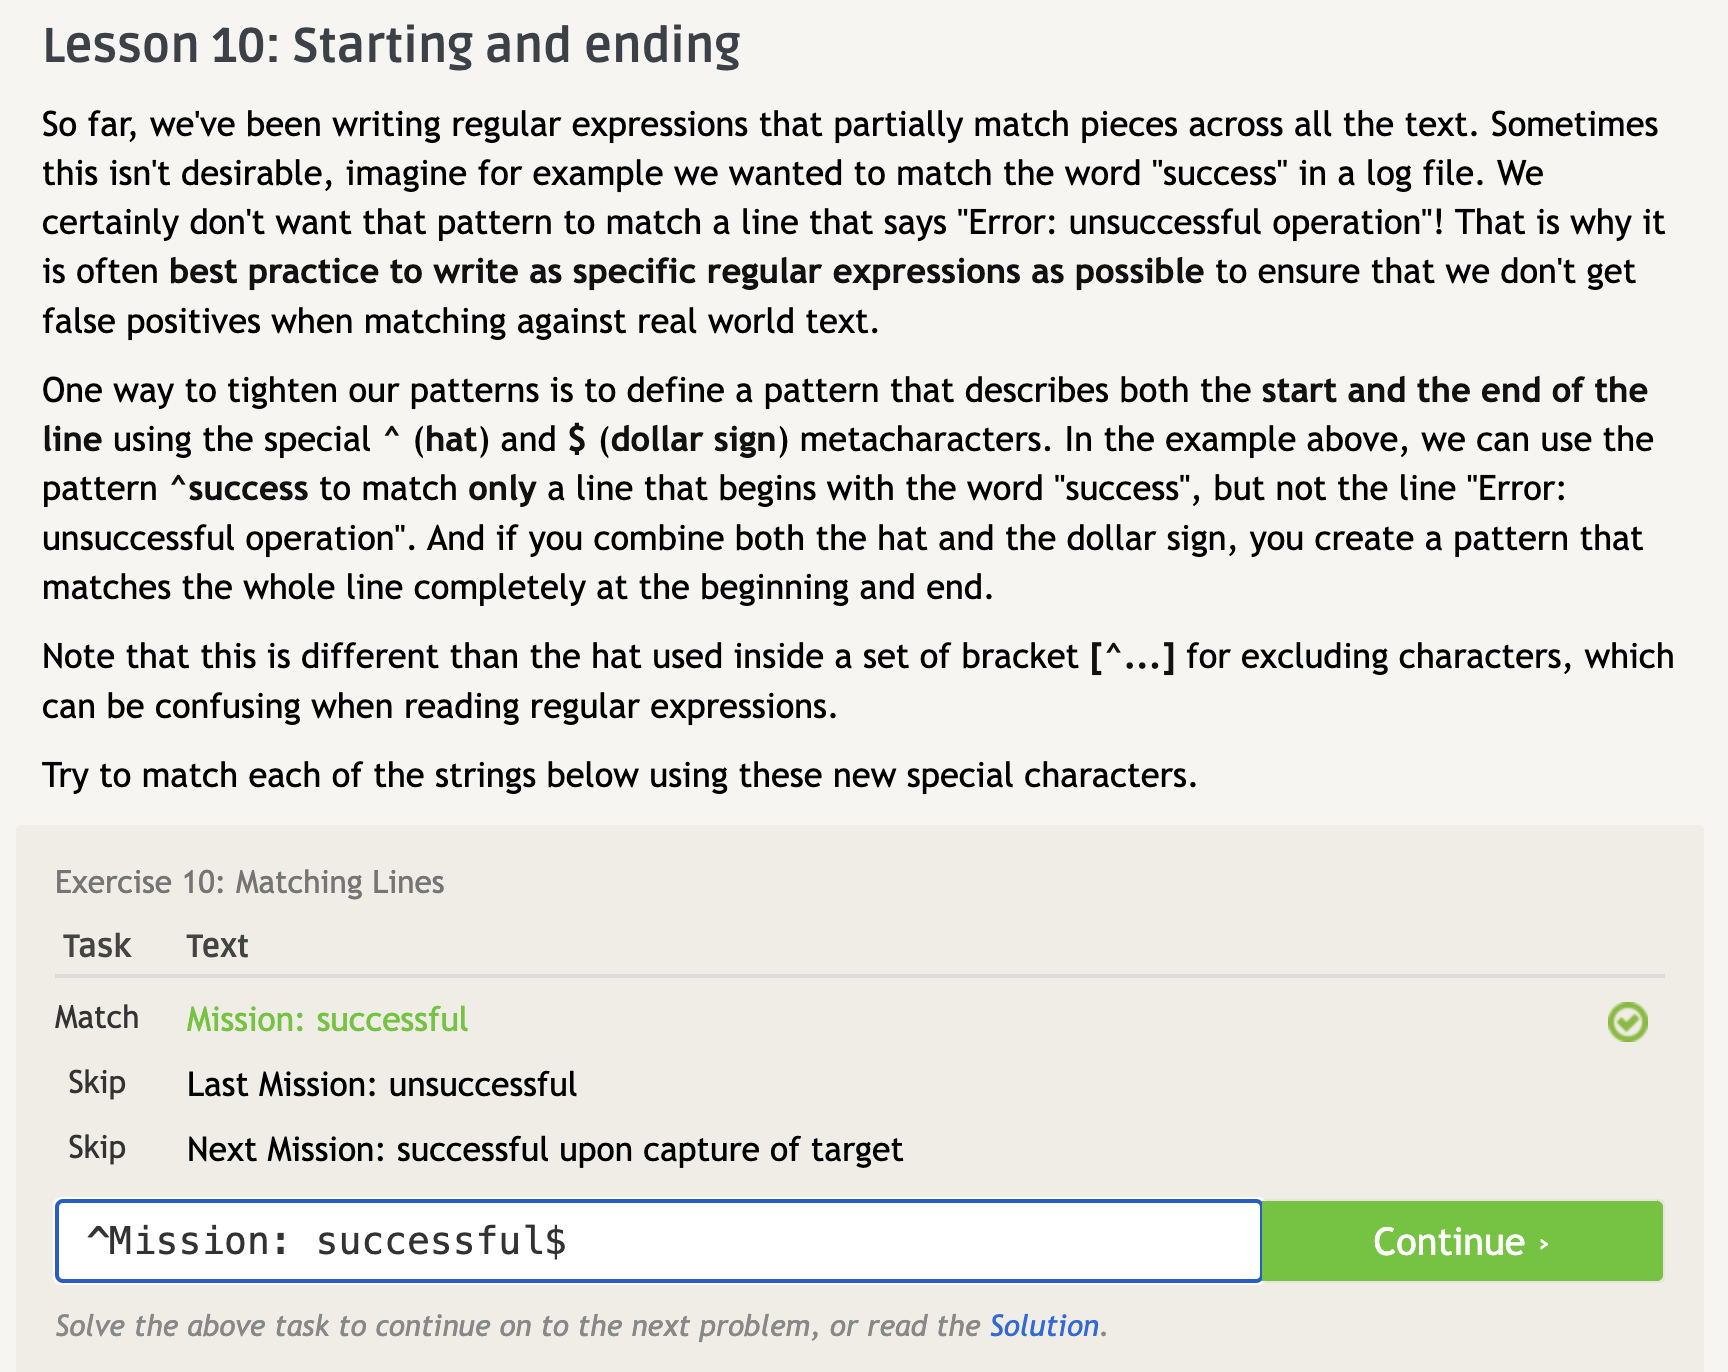 Lesson 10: Starting and ending
So far, we've been writing regular expressions that partially match pieces across all the text. Sometimes
this isn't desirable, imagine for example we wanted to match the word "success" in a log file. We
certainly don't want that pattern to match a line that says "Error: unsuccessful operation"! That is why it
is often best practice to write as specific regular expressions as possible to ensure that we don't get
false positives when matching against real world text.
One way to tighten our patterns is to define a pattern that describes both the start and the end of the
line using the special ^ (hat) and $ (dollar sign) metacharacters. In the example above, we can use the
pattern ^success to match only a line that begins with the word "success", but not the line "Error:
unsuccessful operation". And if you combine both the hat and the dollar sign, you create a pattern that
matches the whole line completely at the beginning and end.
Note that this is different than the hat used inside a set of bracket [^...] for excluding characters, which
can be confusing when reading regular expressions.
Try to match each of the strings below using these new special characters.
Exercise 10: Matching Lines
Task Text
Match Mission: successful
Skip Last Mission: unsuccessful
Skip Next Mission: successful upon capture of target
^Mission: successful$ Continue ›
Solve the above task to continue on to the next problem, or read the Solution.